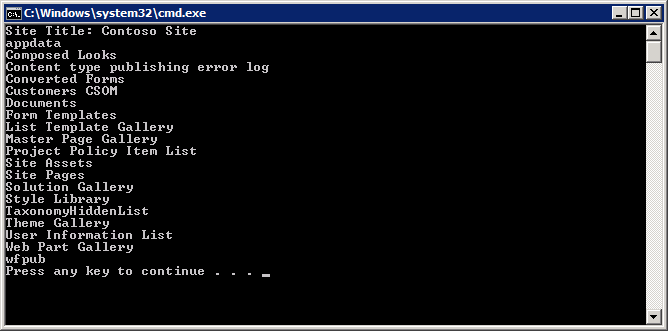 C:\Windows\system32\cmd.exe
Site Title: Contoso Site
appdata
Composed Looks
Content type publishing error log
Converted Forms
Customers CSOM
Documents
Form Templates
List Template Gallery
Master Page Gallery
Project Policy Item List
Site Assets
Site Pages
Solution Gallery
Style Library
TaxonomyHiddenList
Theme Gallery
User Information List
Web Part Gallery
wfpub
Press any key to continue . . . _